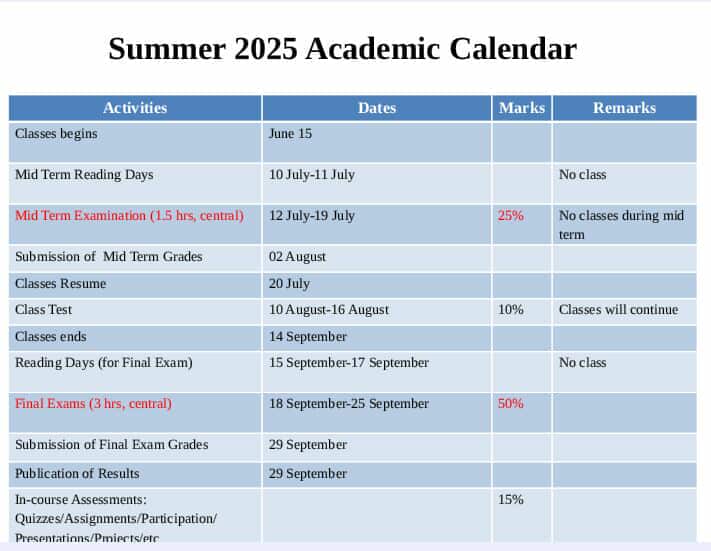 Summer 2025 Academic Calendar
Activities Dates Marks Remarks
Classes begins June 15
Mid Term Reading Days 10 July-11 July No class
Mid Term Examination (1.5 hrs, central) 12 July-19 July 25% No classes during mid
term
Submission of Mid Term Grades 02 August
Classes Resume 20 July
Class Test 10 August-16 August 10% Classes will continue
Classes ends 14 September
Reading Days (for Final Exam) 15 September-17 September No class
Final Exams (3 hrs, central) 18 September-25 September 50%
Submission of Final Exam Grades 29 September
Publication of Results 29 September
In-course Assessments: 15%
Quizzes/Assignments/Participation/
Presentations/Projects/etc